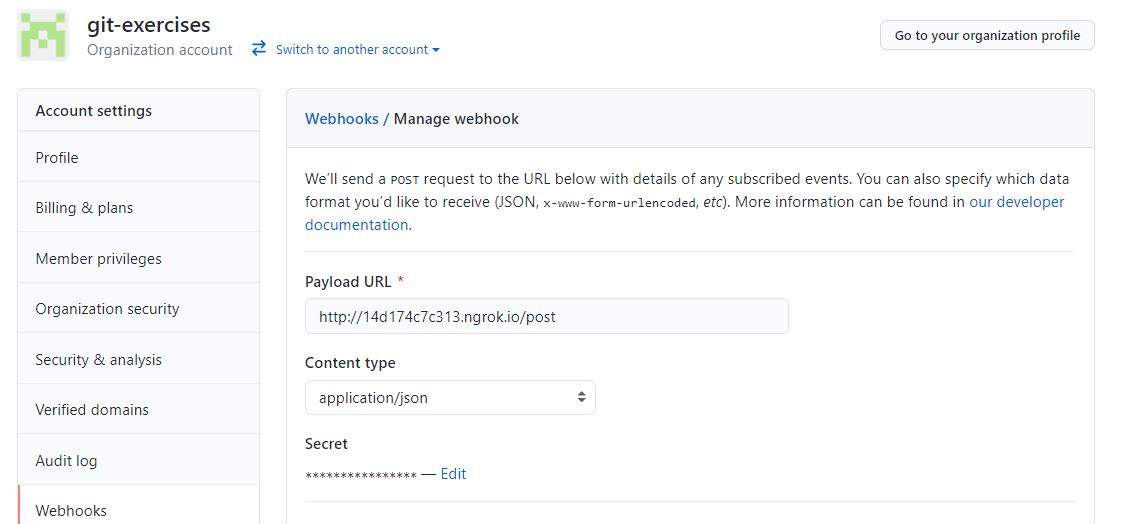 git-exercises
Organization account Switch to another account
Go to your organization profile
Account settings
Profile
Billing & plans
Member privileges
Organization security
Security & analysis
Verified domains
Audit log
Webhooks
Webhooks / Manage webhook
We'll send a POST request to the URL below with details of any subscribed events. You can also specify which data
format you'd like to receive (JSON, x-www-form-urlencoded, etc). More information can be found in our developer
documentation.
Payload URL *
http://14d174c7c313.ngrok.io/post
Content type
application/json
Secret
**************** — Edit